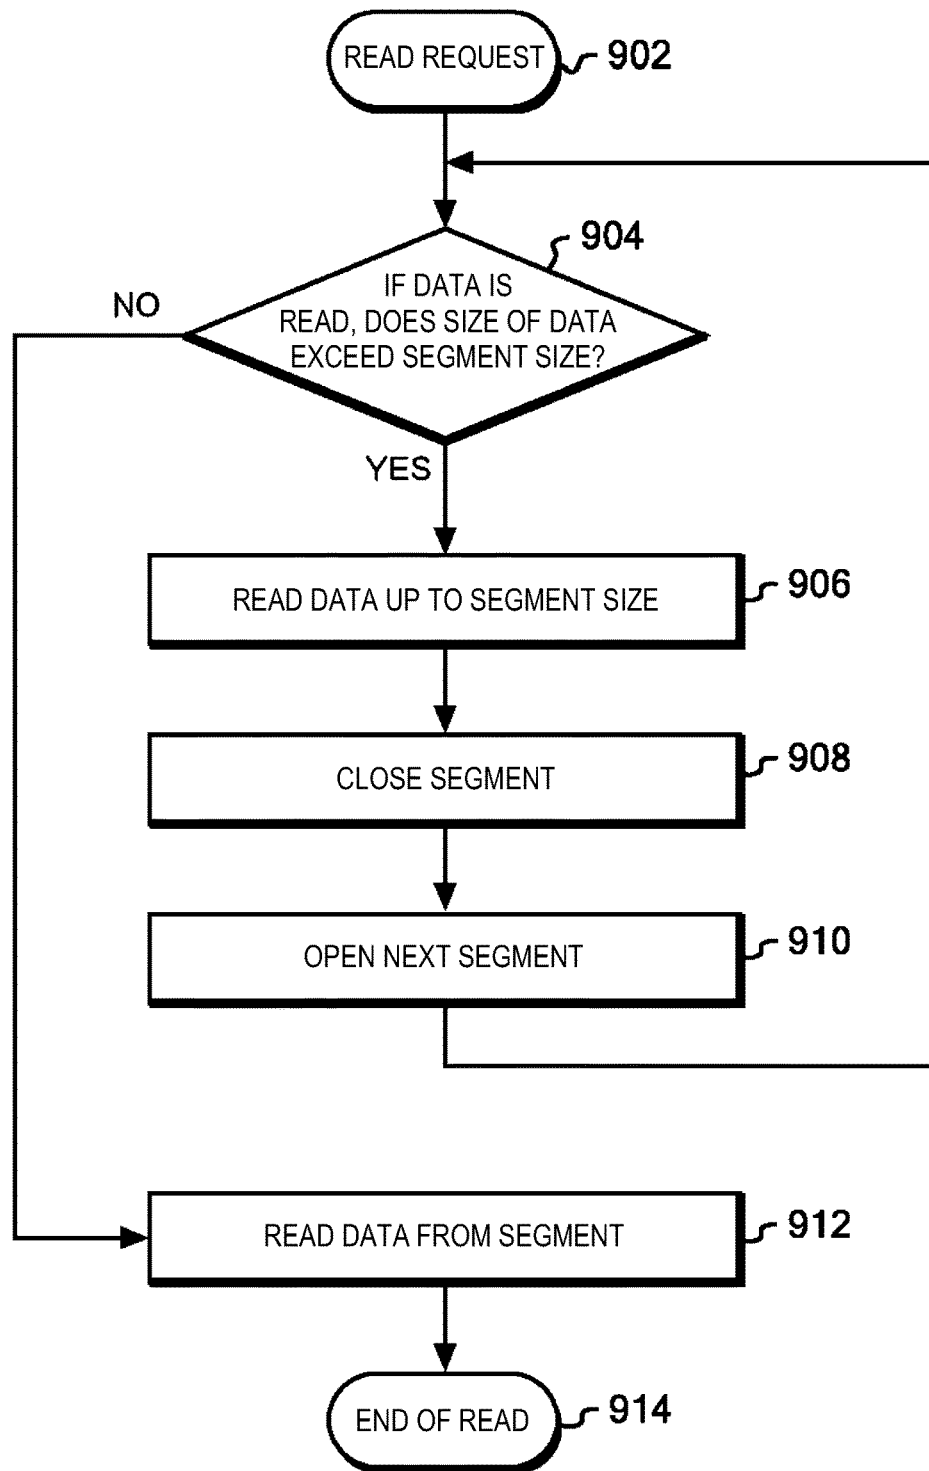 READ REQUEST
902
904
IF DATA IS
READ, DOES SIZE OF DATA
EXCEED SEGMENT SIZE?
NO
YES
READ DATA UP TO SEGMENT SIZE
906
CLOSE SEGMENT
908
OPEN NEXT SEGMENT
910
READ DATA FROM SEGMENT
912
END OF READ
914